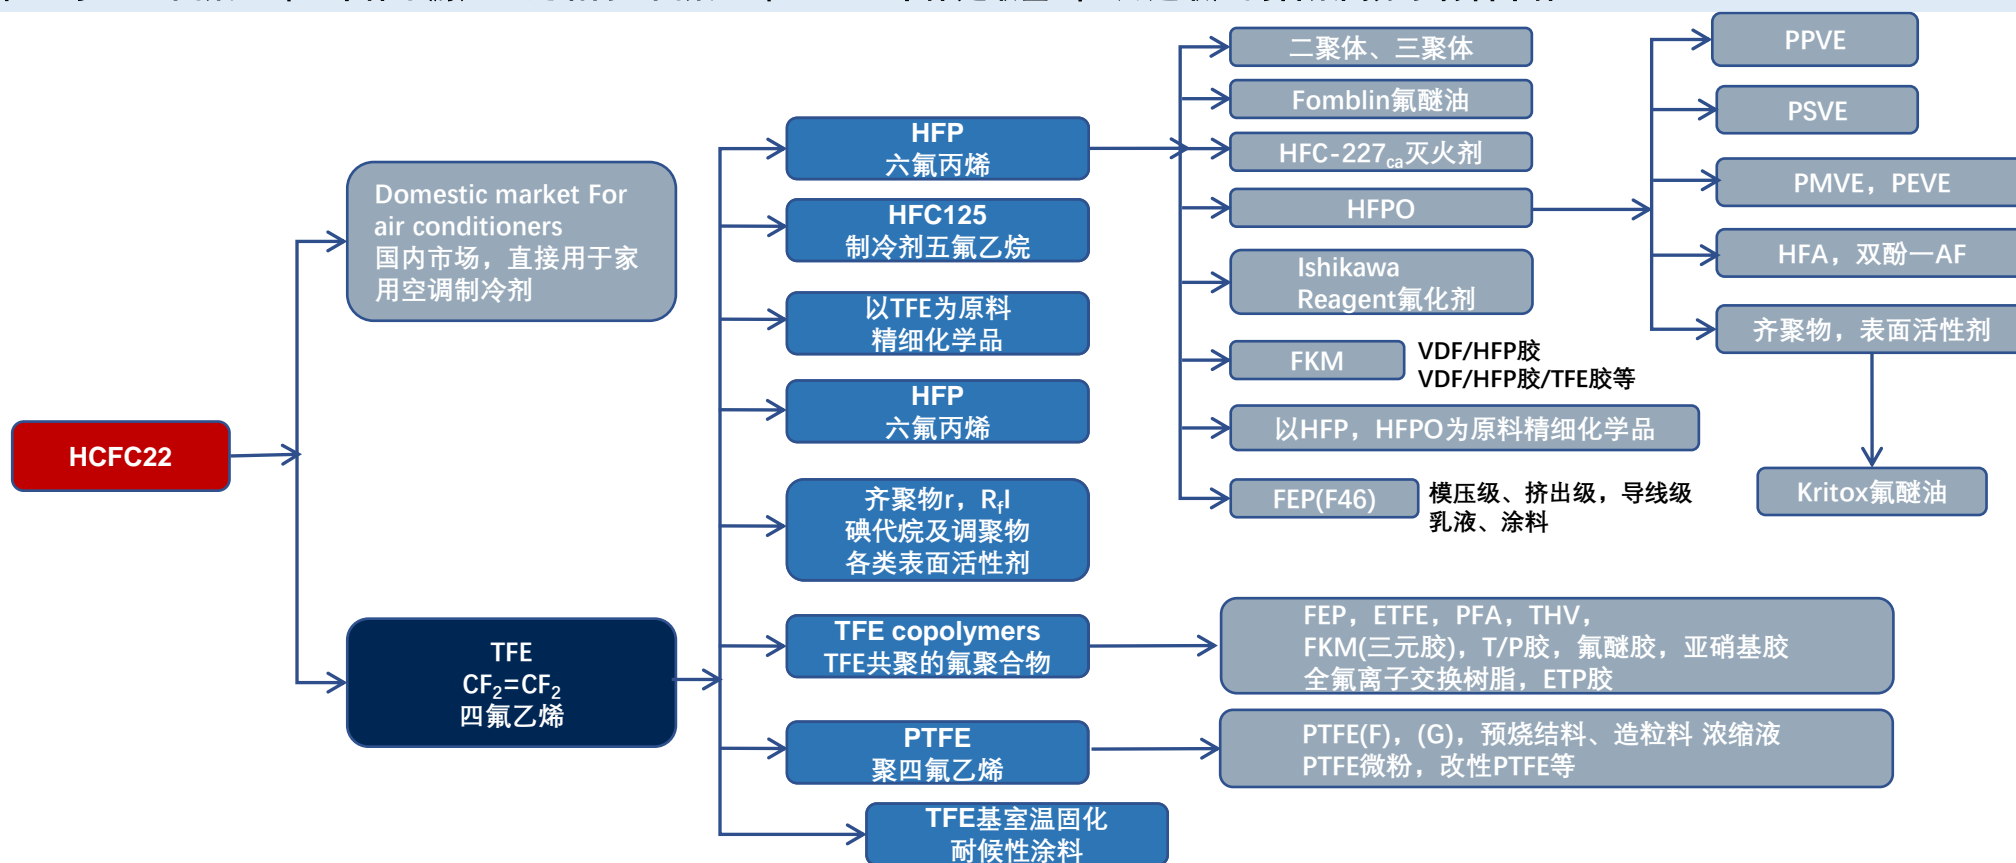 HCFC22
Domestic market For
air conditioners
国内市场，直接用于家
用空调制冷剂
TFE
CF₂=CF₂
四氟乙烯
HFP
六氟丙烯
HFC125
制冷剂五氟乙烷
以TFE为原料
精细化学品
HFP
六氟丙烯
齐聚物r，RfI
碘代烷及调聚物
各类表面活性剂
TFE copolymers
TFE共聚的氟聚合物
PTFE
聚四氟乙烯
TFE基室温固化
耐候性涂料
二聚体、三聚体
Fomblin氟醚油
HFC-227ca灭火剂
HFPO
Ishikawa
Reagent氟化剂
FKM
VDF/HFP胶
VDF/HFP胶/TFE胶等
以HFP，HFPO为原料精细化学品
FEP(F46)
模压级、挤出级，导线级
乳液、涂料
FEP，ETFE，PFA，THV，
FKM(三元胶)，T/P胶，氟醚胶，亚硝基胶
全氟离子交换树脂，ETP胶
PTFE(F)，(G)，预烧结料、造粒料 浓缩液
PTFE微粉，改性PTFE等
PPVE
PSVE
PMVE，PEVE
HFA，双酚一AF
齐聚物，表面活性剂
Kritox氟醚油